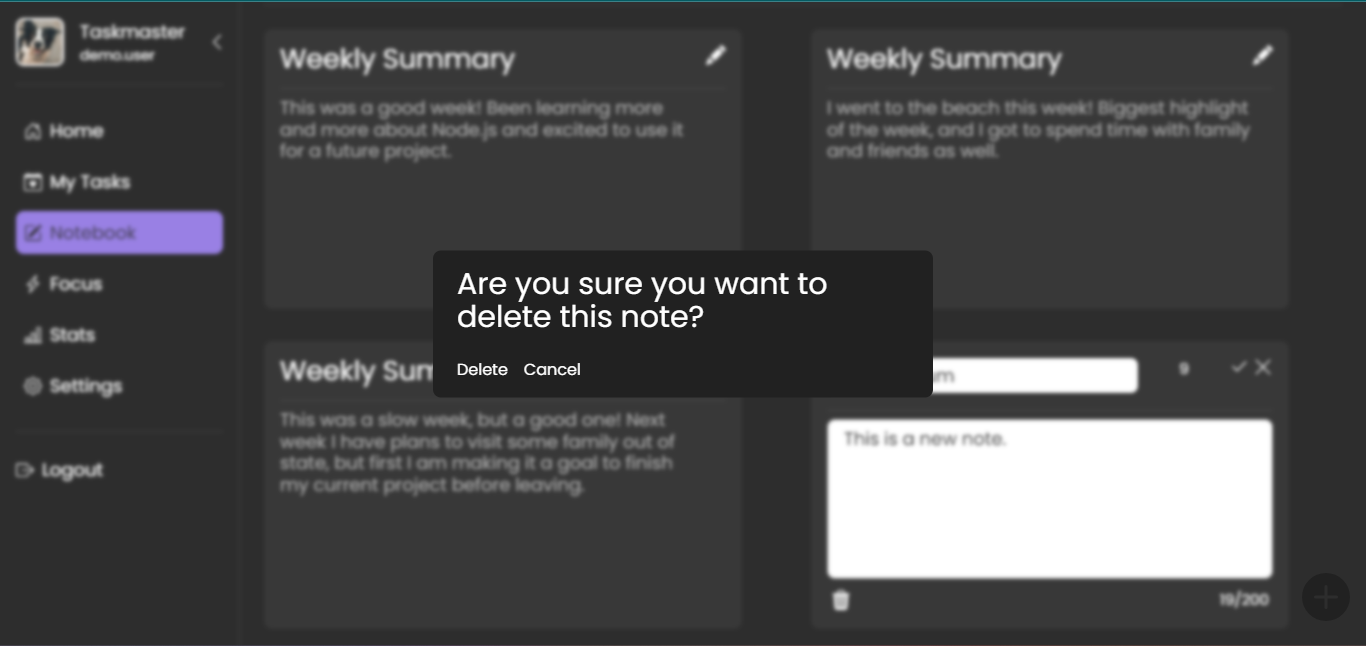 Taskmaster
demo.user
Home
My Tasks
Notebook
Focus
Stats
Settings
Logout
Weekly Summary
This was a good week! Been learning more
and more about Node.js and excited to use it
for a future project.
Weekly Summary
I went to the beach this week! Biggest highlight
of the week, and I got to spend time with family
and friends as well.
Are you sure you want to
delete this note?
Delete Cancel
Weekly Sum
This was a slow week, but a good one! Next
week I have plans to visit some family out of
state, but first I am making it a goal to finish
my current project before leaving.
9
This is a new note.
19/200